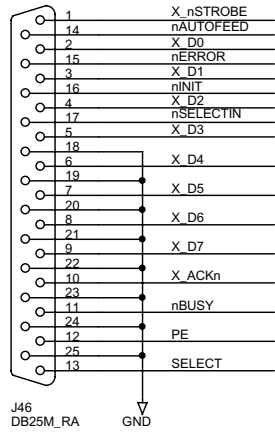 1 X_nSTROBE
14 nAUTOFEED
2 X_D0
15 nERROR
3 X_D1
16 nINIT
4 X_D2
17 nSELECTIN
5 X_D3
18
6 X_D4
19
7 X_D5
20
8 X_D6
21
9 X_D7
22
10 X_ACKn
23
11 nBUSY
24
12 PE
25
13 SELECT
J46
DB25M_RA GND